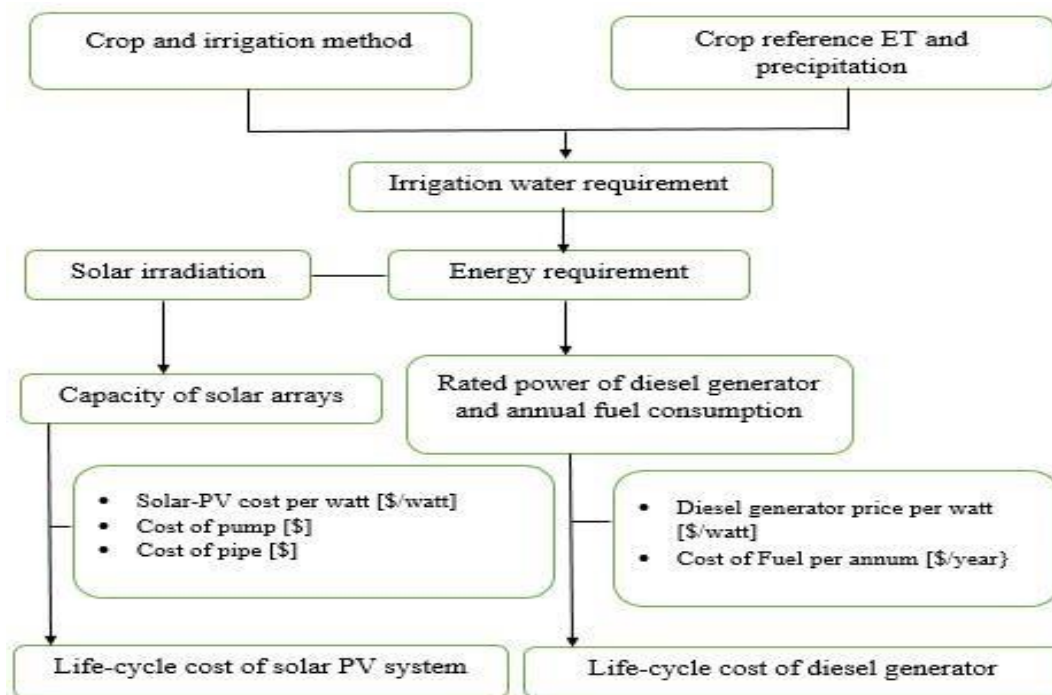 Crop and irrigation method
Crop reference ET and
precipitation
Irrigation water requirement
Solar irradiation
Energy requirement
Capacity of solar arrays
Rated power of diesel generator
and annual fuel consumption
• Solar-PV cost per watt [$/watt]
• Cost of pump [$]
• Cost of pipe [$]
• Diesel generator price per watt
[$/watt]
• Cost of Fuel per annum [$/year}
Life-cycle cost of solar PV system
Life-cycle cost of diesel generator